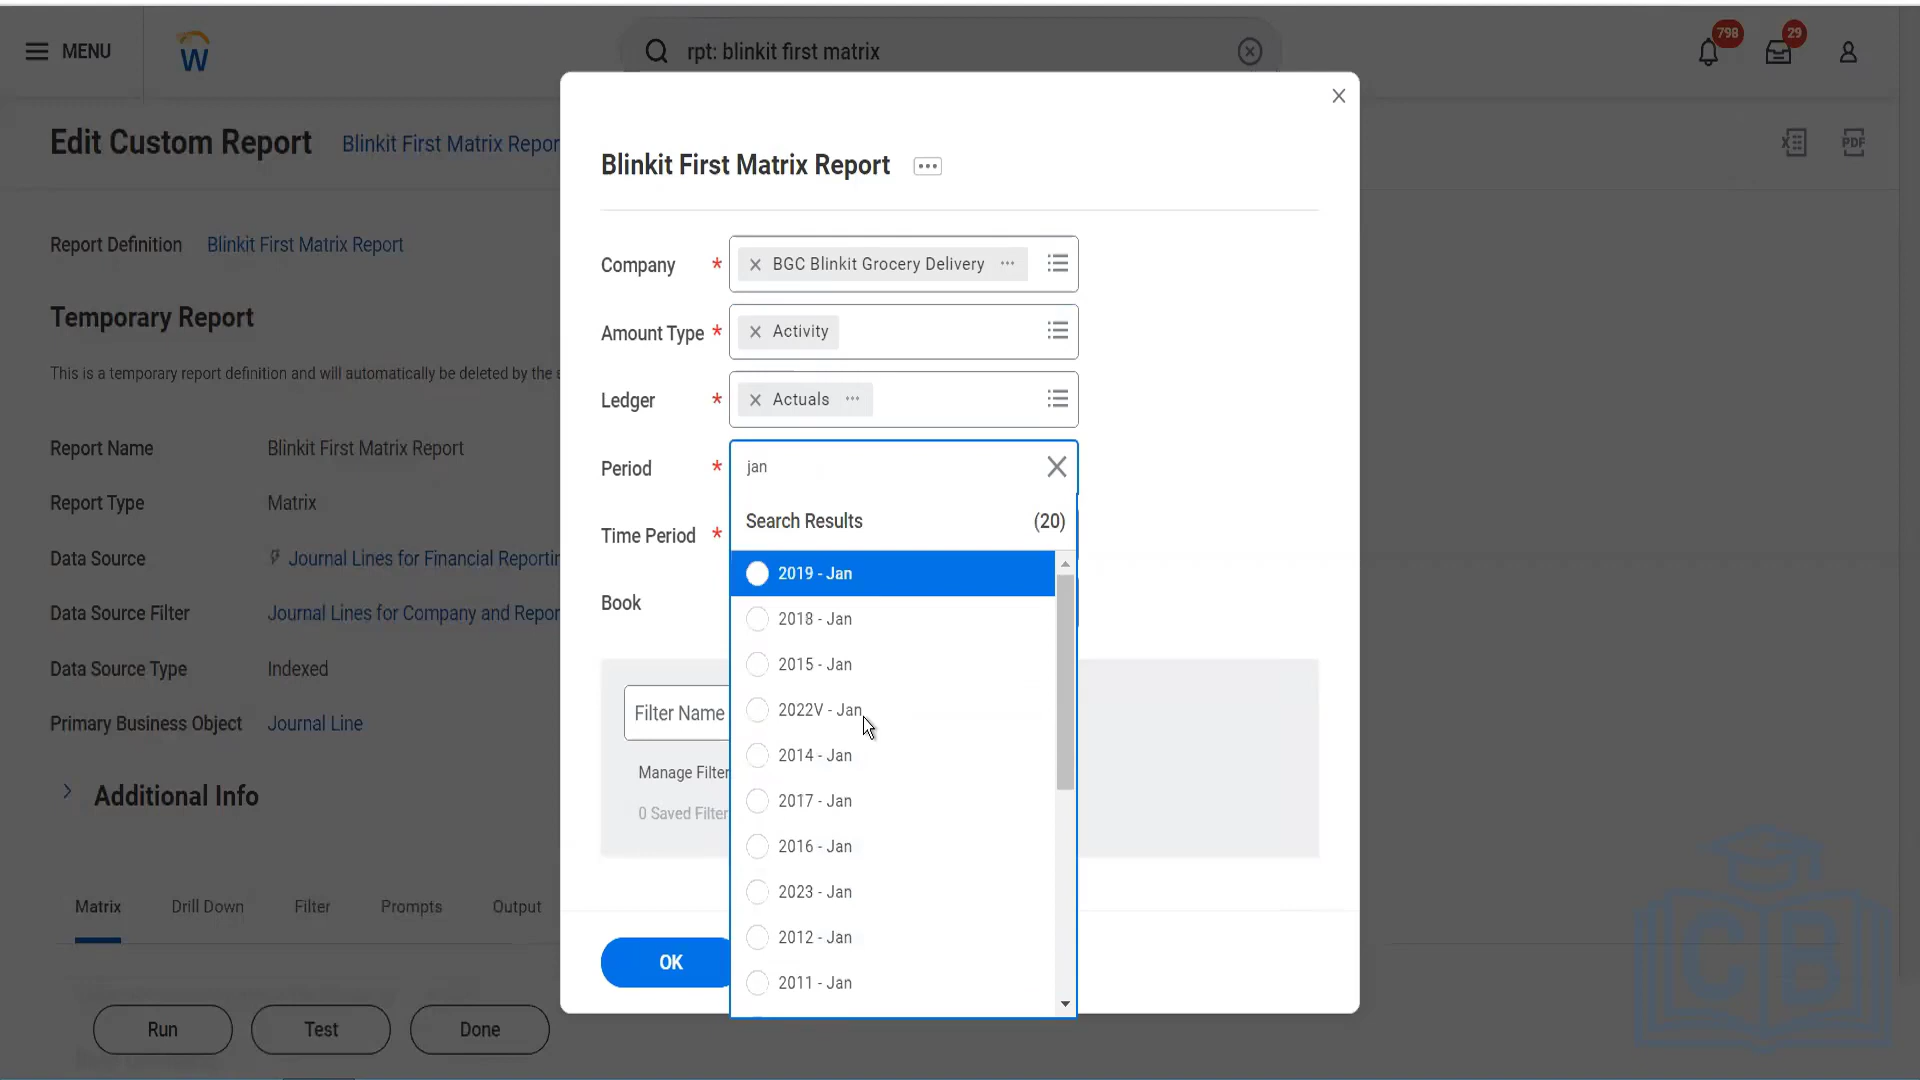 MENU
W
rpt: blinkit first matrix
798
29
Edit Custom Report
Blinkit First Matrix Repor
PDF
Report Definition
Blinkit First Matrix Report
Temporary Report
This is a temporary report definition and will automatically be deleted by the s
Report Name
Blinkit First Matrix Report
Report Type
Matrix
Data Source
Journal Lines for Financial Reportin
Data Source Filter
Journal Lines for Company and Repor
Data Source Type
Indexed
Primary Business Object
Journal Line
Additional Info
Matrix
Drill Down
Filter
Prompts
Output
Run
Test
Done
Blinkit First Matrix Report
Company *
BGC Blinkit Grocery Delivery
Amount Type *
Activity
Ledger *
Actuals
Period *
jan
Search Results (20)
2019 - Jan
2018 - Jan
2015 - Jan
2022V - Jan
2014 - Jan
2017 - Jan
2016 - Jan
2023 - Jan
2012 - Jan
2011 - Jan
Time Period *
Book
Filter Name
Manage Filter
0 Saved Filter
OK
CB